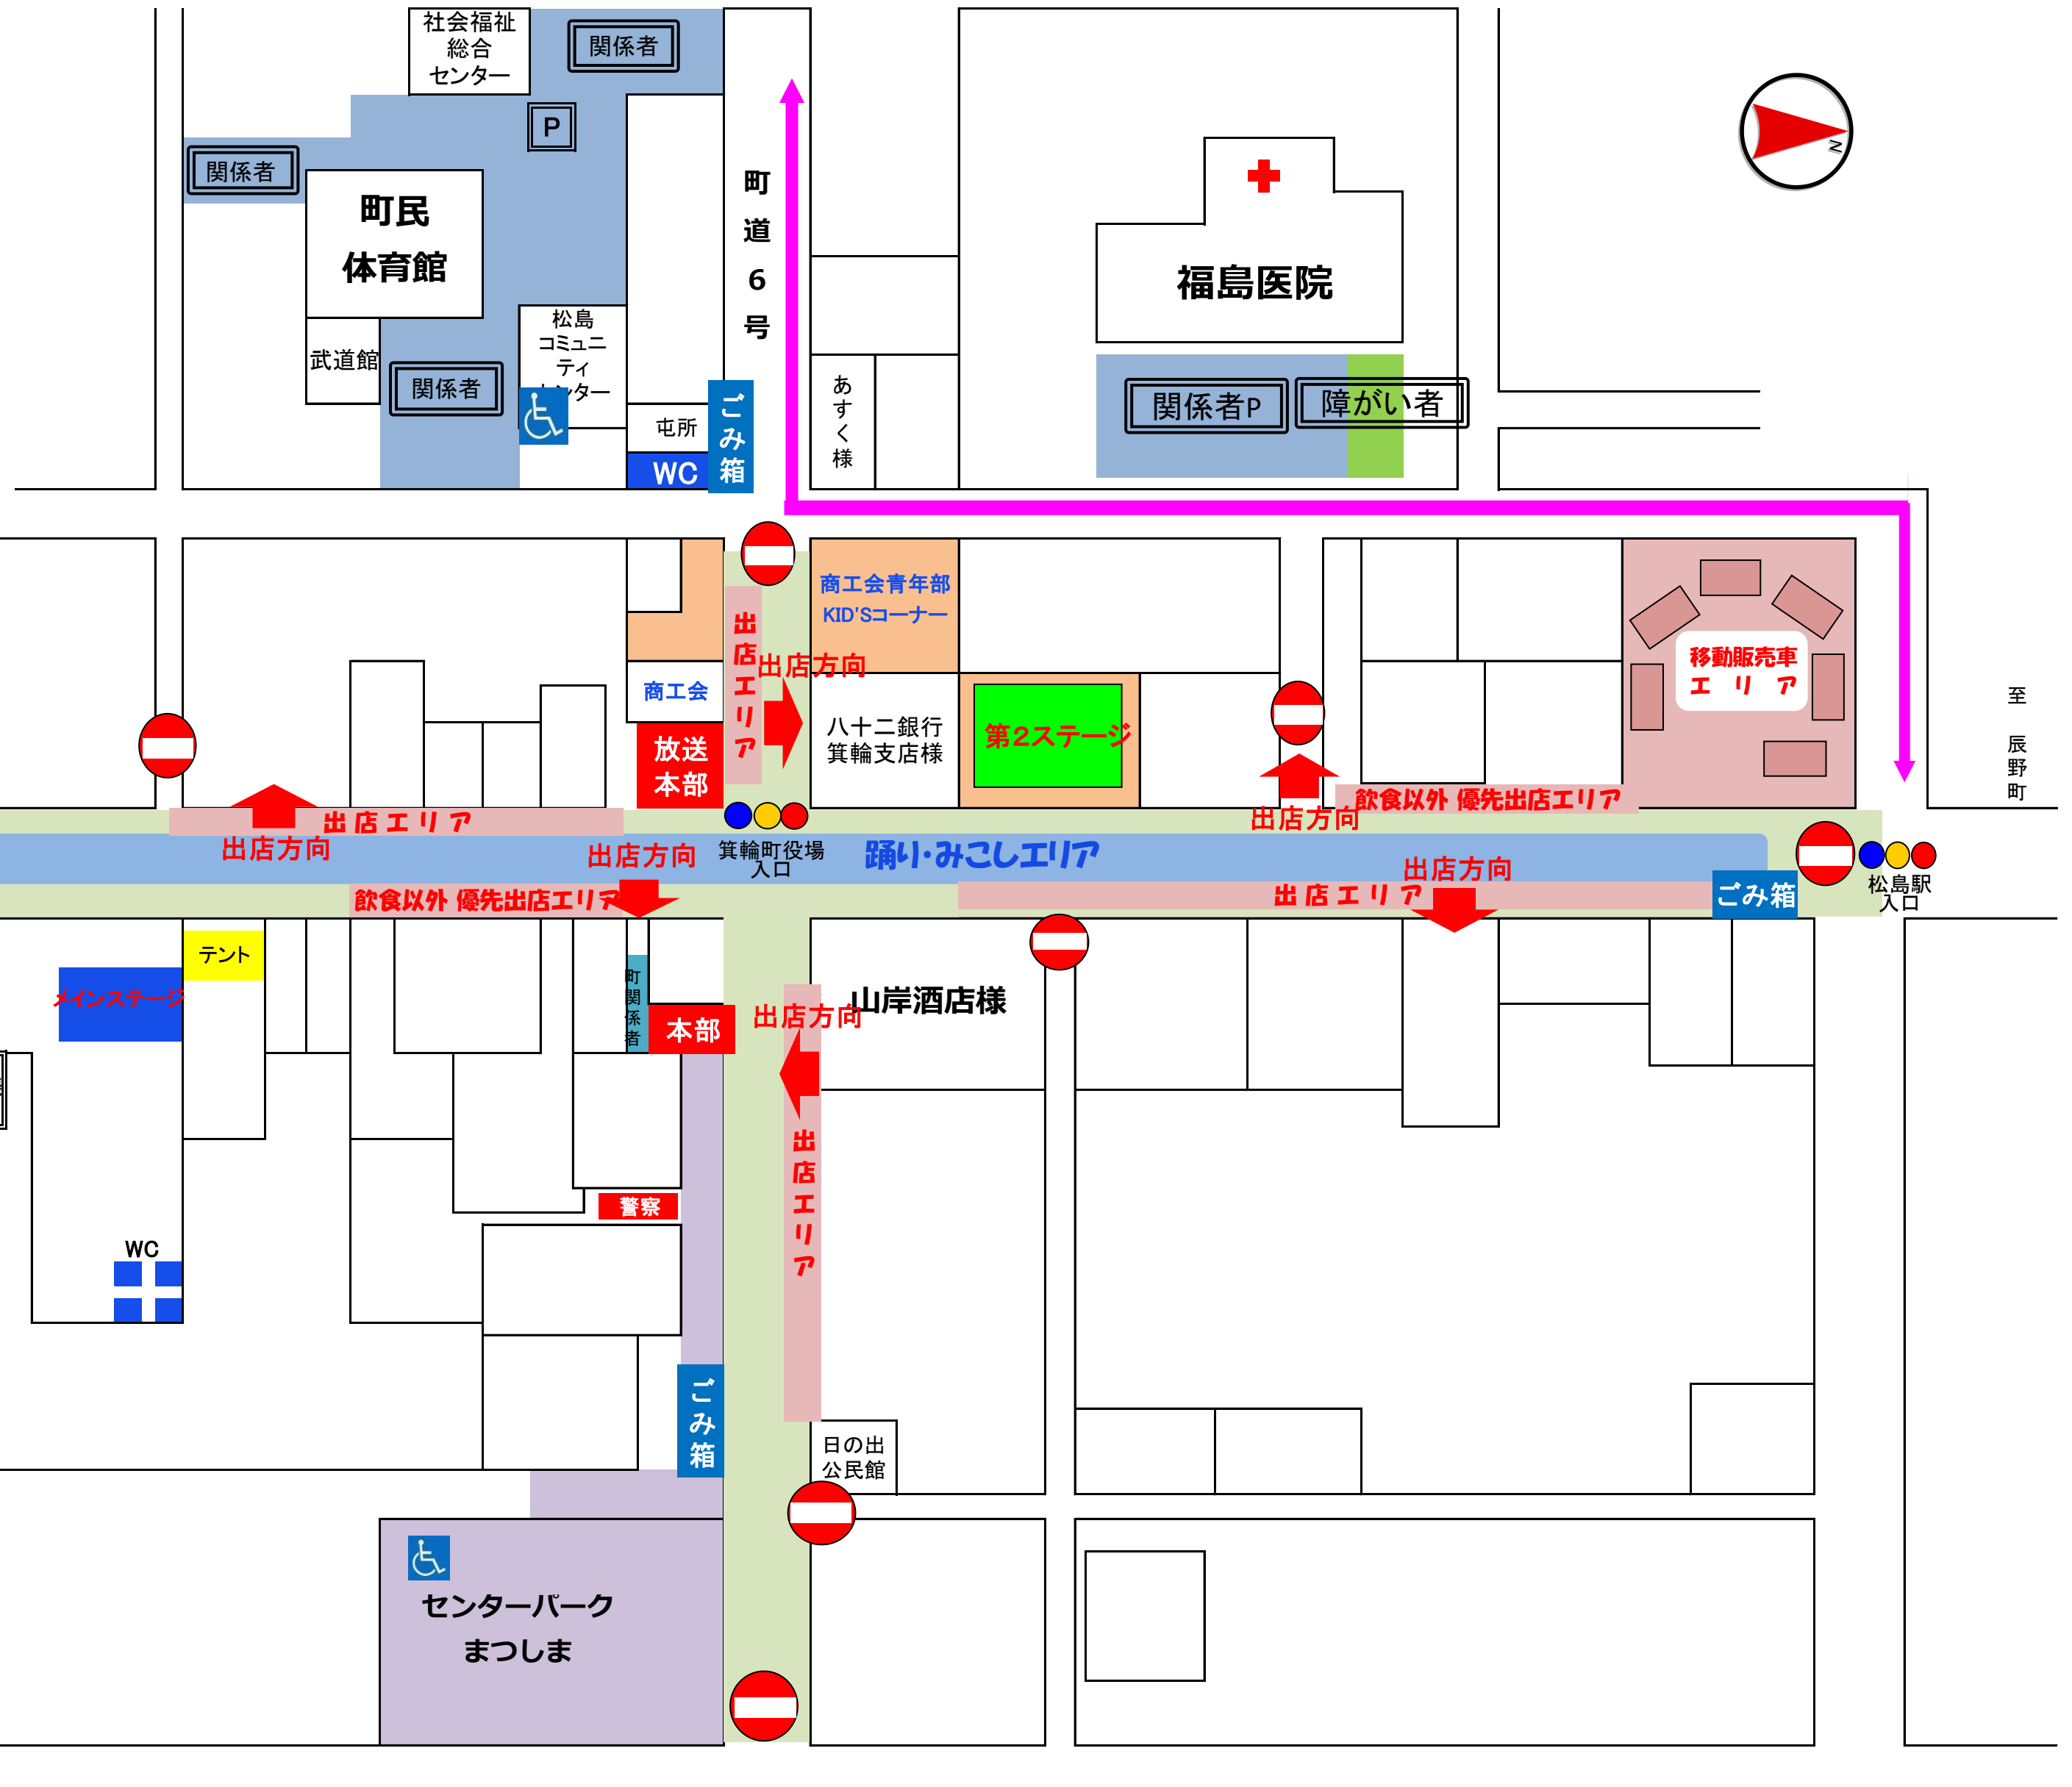 社会福祉
総合
センター
関係者
P
関係者
町民
体育館
武道館
関係者
松島
コミュニ
ティ
センター
屯所
WC
ごみ箱
町道6号
あすく様
福島医院
関係者P
障がい者
N
商工会青年部
KID'Sコーナー
出店エリア
出店方向
商工会
放送
本部
八十二銀行
箕輪支店様
第2ステージ
移動販売車
エリア
至 辰野町
出店エリア
出店方向
飲食以外 優先出店エリア
出店方向
出店方向
箕輪町役場
入口
踊り・みこしエリア
出店方向
飲食以外 優先出店エリア
出店エリア
ごみ箱
松島駅
入口
テント
メインステージ
町関係者
本部
出店方向
山岸酒店様
出店エリア
警察
WC
ごみ箱
日の出
公民館
センターパーク
まつしま